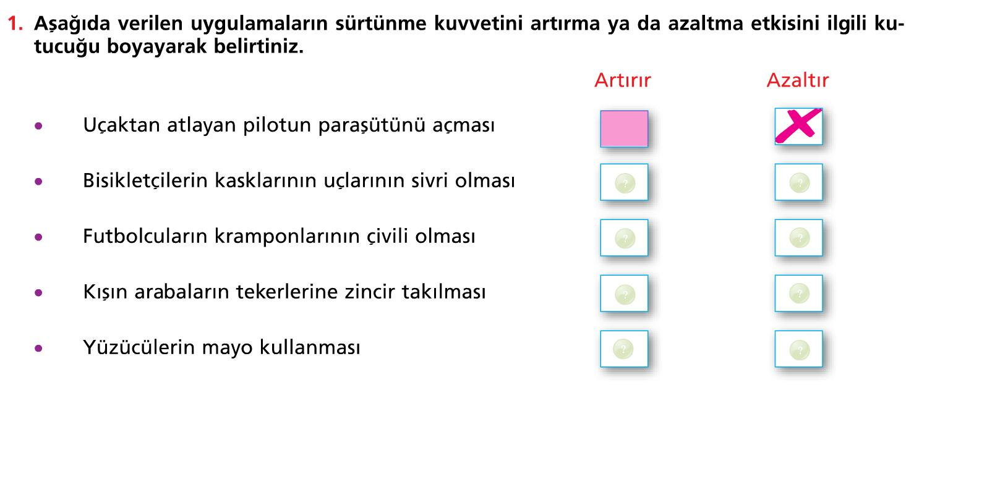 1. Aşağıda verilen uygulamaların sürtünme kuvvetini artırma ya da azaltma etkisini ilgili ku-
tucuğu boyayarak belirtiniz.
Artırır Azaltır
• Uçaktan atlayan pilotun paraşütünü açması
• Bisikletçilerin kasklarının uçlarının sivri olması ? ?
• Futbolcuların kramponlarının çivili olması ? ?
• Kışın arabaların tekerlerine zincir takılması ? ?
• Yüzücülerin mayo kullanması ? ?